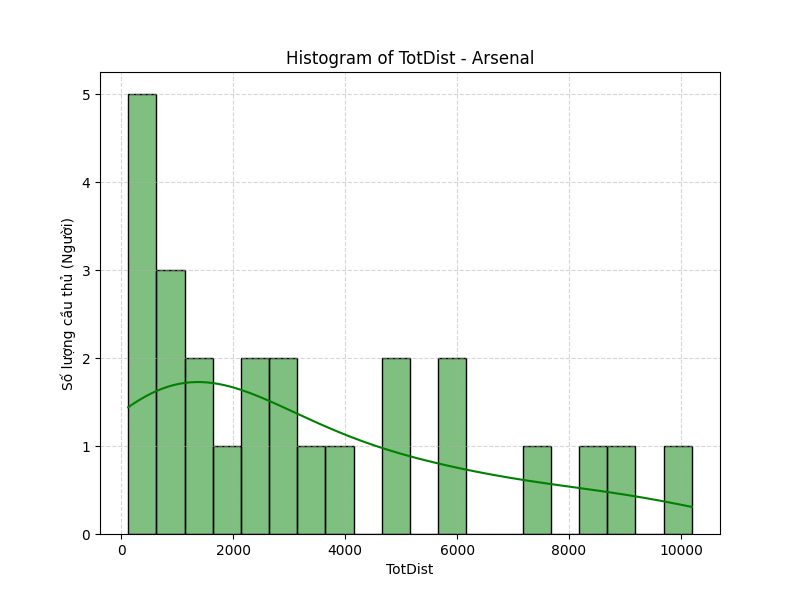 Histogram of TotDist - Arsenal
Số lượng cầu thủ (Người)
5
4
3
2
1
0
0 2000 4000 6000 8000 10000
TotDist